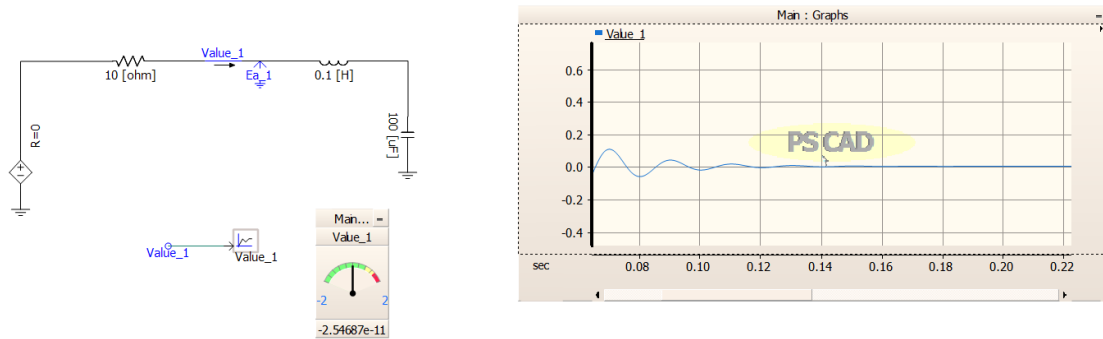 Value_1
10 [ohm]
Ea_1
0.1 [H]
100 [uF]
R=0
Value_1
Value_1
Main... =
Value_1
-2
2
-2.54687e-11
Main : Graphs
Value_1
0.6
0.4
0.2
0.0
-0.2
-0.4
PSCAD
sec
0.08 0.10 0.12 0.14 0.16 0.18 0.20 0.22